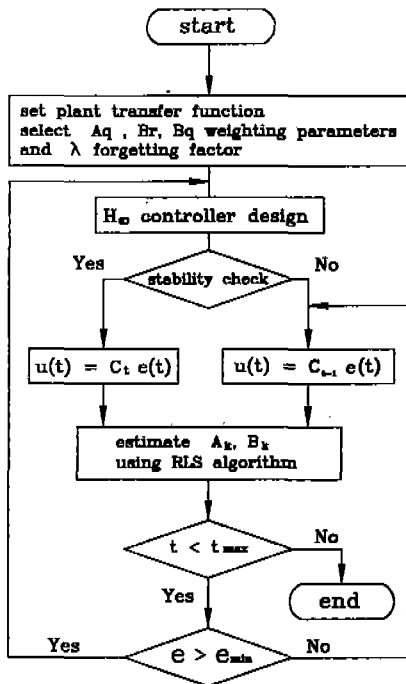 start
set plant transfer function
select Aq , Br, Bq weighting parameters
and λ forgetting factor
H∞ controller design
Yes
No
stability check
u(t) = Ct e(t)
u(t) = Ct-1 e(t)
estimate Ak, Bk
using RLS algorithm
t < tmax
No
Yes
end
Yes
e > emin
No